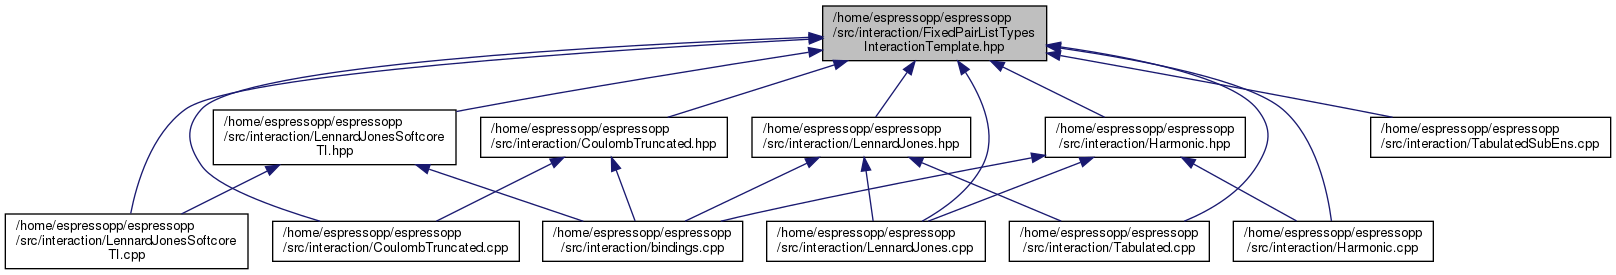 /home/espressopp/espressopp
/src/interaction/FixedPairListTypes
InteractionTemplate.hpp
/home/espressopp/espressopp
/src/interaction/LennardJonesSoftcore
TI.hpp
/home/espressopp/espressopp
/src/interaction/CoulombTruncated.hpp
/home/espressopp/espressopp
/src/interaction/LennardJones.hpp
/home/espressopp/espressopp
/src/interaction/Harmonic.hpp
/home/espressopp/espressopp
/src/interaction/TabulatedSubEns.cpp
/home/espressopp/espressopp
/src/interaction/LennardJonesSoftcore
TI.cpp
/home/espressopp/espressopp
/src/interaction/CoulombTruncated.cpp
/home/espressopp/espressopp
/src/interaction/bindings.cpp
/home/espressopp/espressopp
/src/interaction/LennardJones.cpp
/home/espressopp/espressopp
/src/interaction/Tabulated.cpp
/home/espressopp/espressopp
/src/interaction/Harmonic.cpp